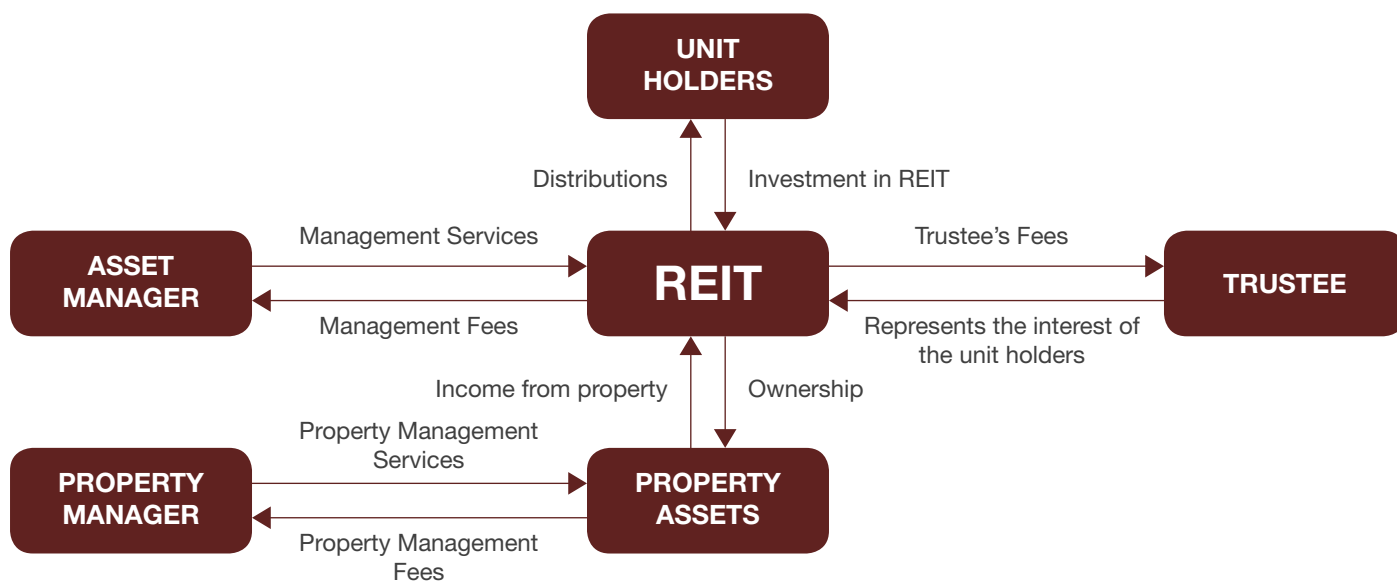 UNIT
HOLDERS
Distributions
Investment in REIT
Management Services
Trustee's Fees
ASSET
MANAGER
REIT
TRUSTEE
Management Fees
Represents the interest of
the unit holders
Income from property
Ownership
Property Management
Services
PROPERTY
MANAGER
PROPERTY
ASSETS
Property Management
Fees